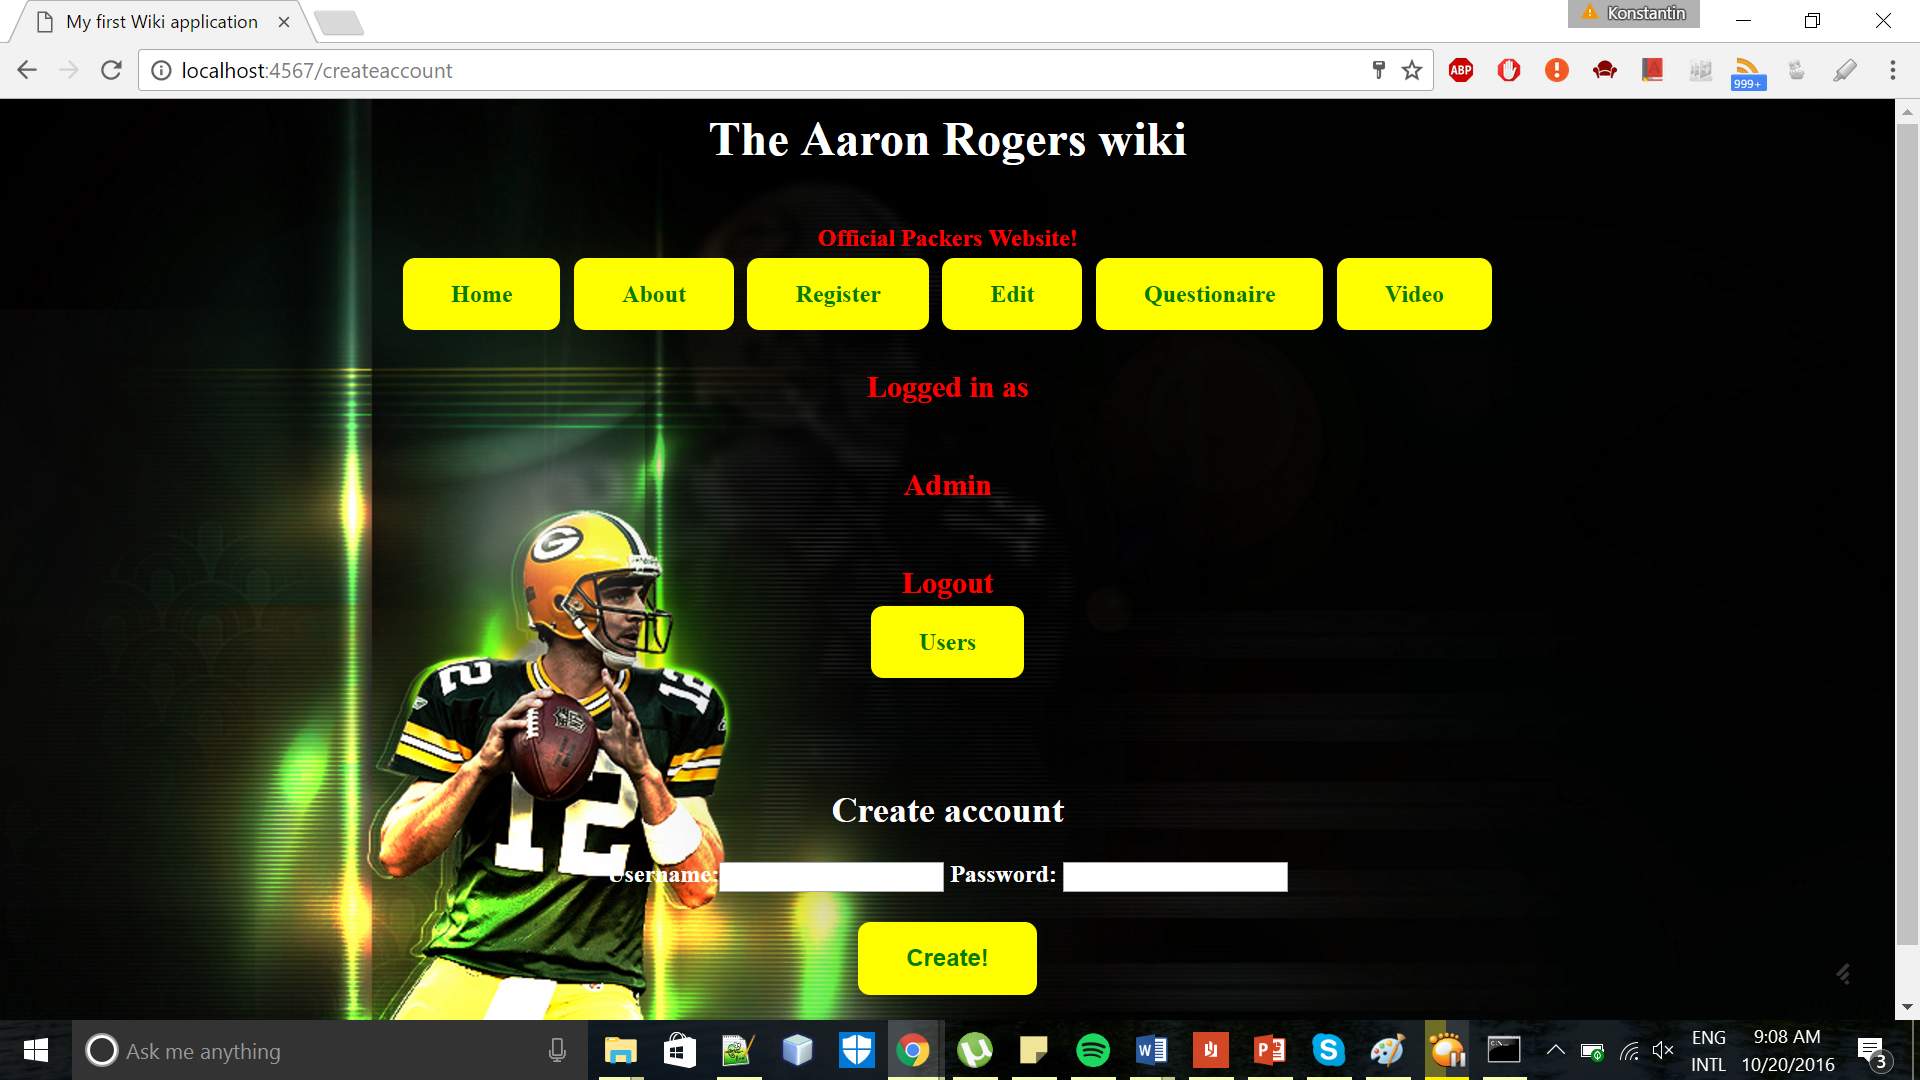 My first Wiki application
Konstantin
localhost:4567/createaccount
ABP
999+
The Aaron Rogers wiki
Official Packers Website!
Home About Register Edit Questionaire Video
Logged in as
Admin
Logout
Users
G
12 12
12
Create account
Username: Password:
Create!
Ask me anything
ENG 9:08 AM
INTL 10/20/2016
3